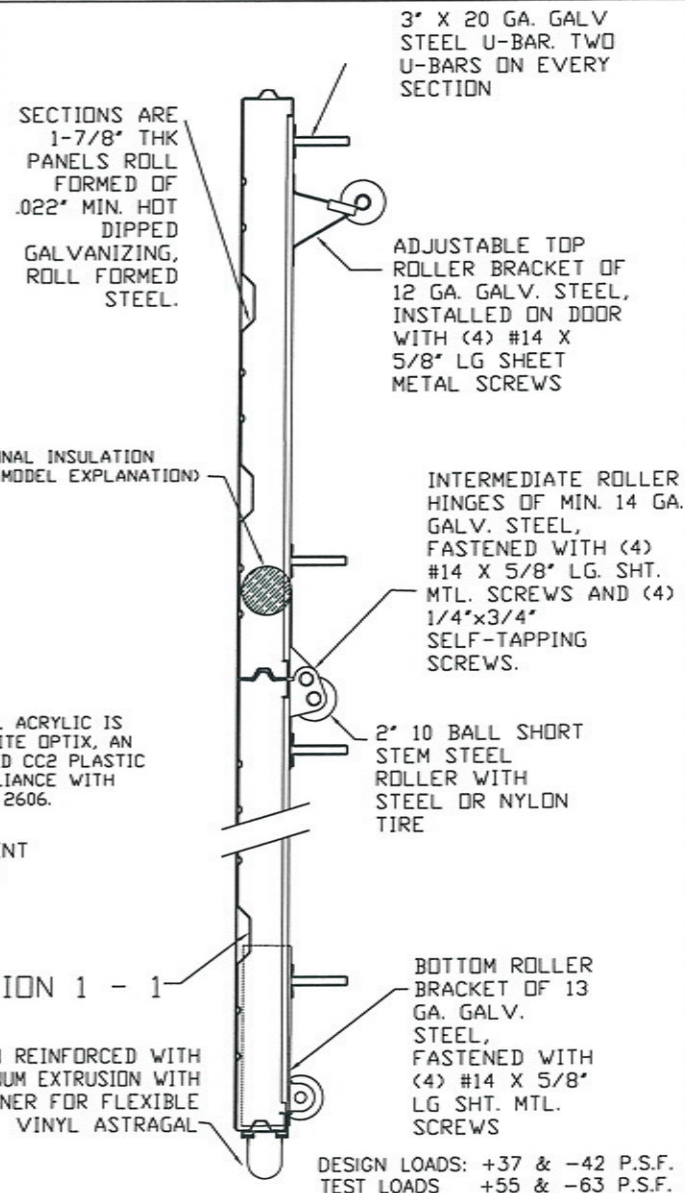 3" X 20 GA. GALV
STEEL U-BAR. TWO
U-BARS ON EVERY
SECTION
SECTIONS ARE
1-7/8" THK
PANELS ROLL
FORMED OF
.022" MIN. HOT
DIPPED
GALVANIZING,
ROLL FORMED
STEEL.
ADJUSTABLE TOP
ROLLER BRACKET OF
12 GA. GALV. STEEL,
INSTALLED ON DOOR
WITH (4) #14 X
5/8" LG SHEET
METAL SCREWS
NAL INSULATION
MODEL EXPLANATION)
INTERMEDIATE ROLLER
HINGES OF MIN. 14 GA.
GALV. STEEL,
FASTENED WITH (4)
#14 X 5/8" LG. SHT.
MTL. SCREWS AND (4)
1/4"x3/4"
SELF-TAPPING
SCREWS.
ACRYLIC IS
ITE OPTIX, AN
D CC2 PLASTIC
LIANCE WITH
2606.
ENT
2" 10 BALL SHORT
STEM STEEL
ROLLER WITH
STEEL OR NYLON
TIRE
ION 1 - 1
BOTTOM ROLLER
BRACKET OF 13
GA. GALV.
STEEL,
FASTENED WITH
(4) #14 X 5/8"
LG SHT. MTL.
SCREWS
REINFORCED WITH
NUM EXTRUSION WITH
NER FOR FLEXIBLE
VINYL ASTRAGAL
DESIGN LOADS: +37 & -42 P.S.F.
TEST LOADS +55 & -63 P.S.F.